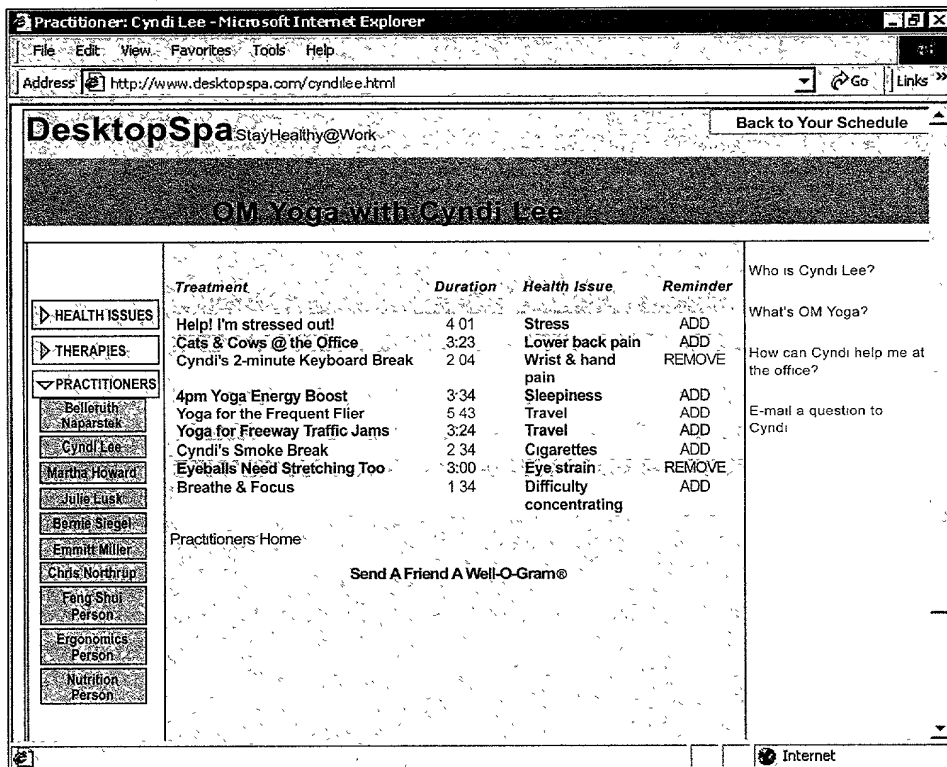 Practitioner: Cyndi Lee - Microsoft Internet Explorer
File Edit View Favorites Tools Help
Address http://www.desktopspa.com/cyndilee.html Go Links »
DesktopSpa StayHealthy@Work
Back to Your Schedule
OM Yoga with Cyndi Lee
HEALTH ISSUES
THERAPIES
PRACTITIONERS
Belleruth
Naparstek
Cyndi Lee
Martha Howard
Julie Lusk
Bernie Siegel
Emmitt Miller
Chris Northrup
Feng Shui
Person
Ergonomics
Person
Nutrition
Person
Treatment Duration Health Issue Reminder
Help! I'm stressed out! 4 01 Stress ADD
Cats & Cows @ the Office 3:23 Lower back pain ADD
Cyndi's 2-minute Keyboard Break 2 04 Wrist & hand REMOVE
pain
4pm Yoga Energy Boost 3:34 Sleepiness ADD
Yoga for the Frequent Flier 5 43 Travel ADD
Yoga for Freeway Traffic Jams 3:24 Travel ADD
Cyndi's Smoke Break 2 34 Cigarettes ADD
Eyeballs Need Stretching Too 3:00 Eye strain REMOVE
Breathe & Focus 1 34 Difficulty ADD
concentrating
Practitioners Home
Send A Friend A Well-O-Gram®
Who is Cyndi Lee?
What's OM Yoga?
How can Cyndi help me at
the office?
E-mail a question to
Cyndi
Internet